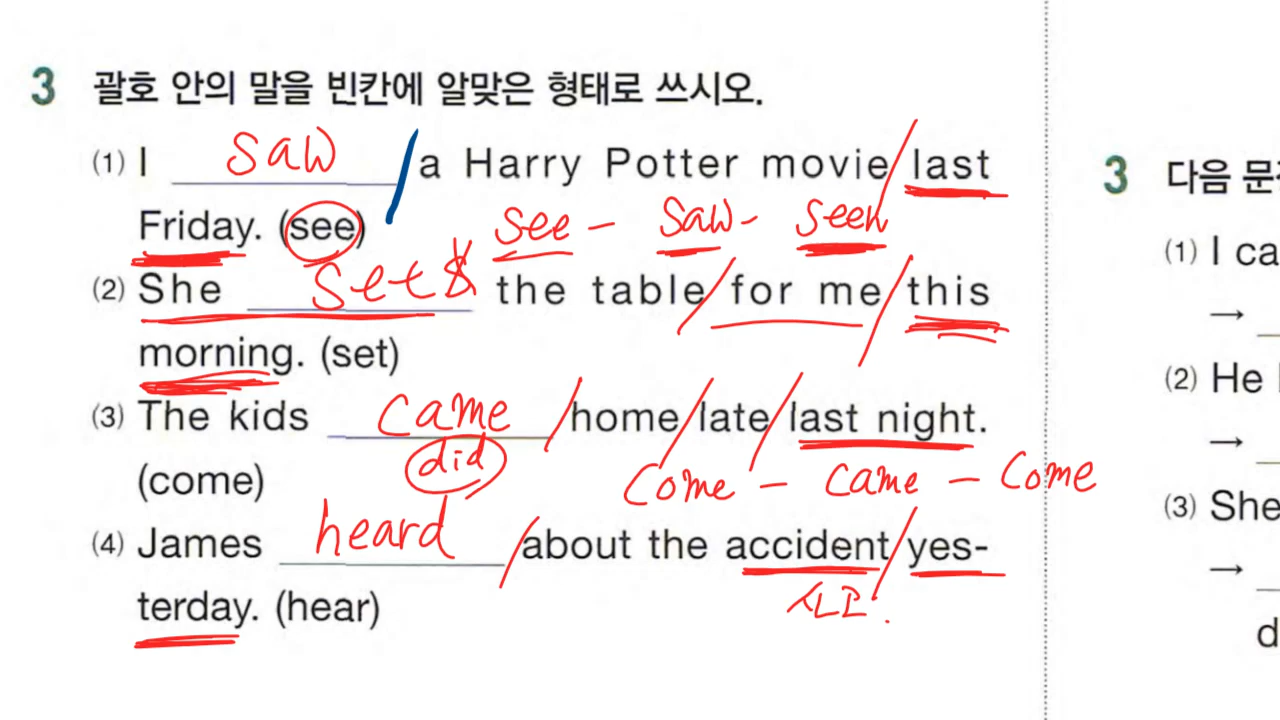 3 괄호 안의 말을 빈칸에 알맞은 형태로 쓰시오.
(1) I saw / a Harry Potter movie / last
Friday. (see) see - saw - seen
(2) She set the table / for me / this
morning. (set)
(3) The kids came / home / late / last night.
did
(come) come - came - come
(4) James heard / about the accident / yes-
사고.
terday. (hear)
3 다음 문
(1) I ca
→
(2) He
→
(3) She
→
d